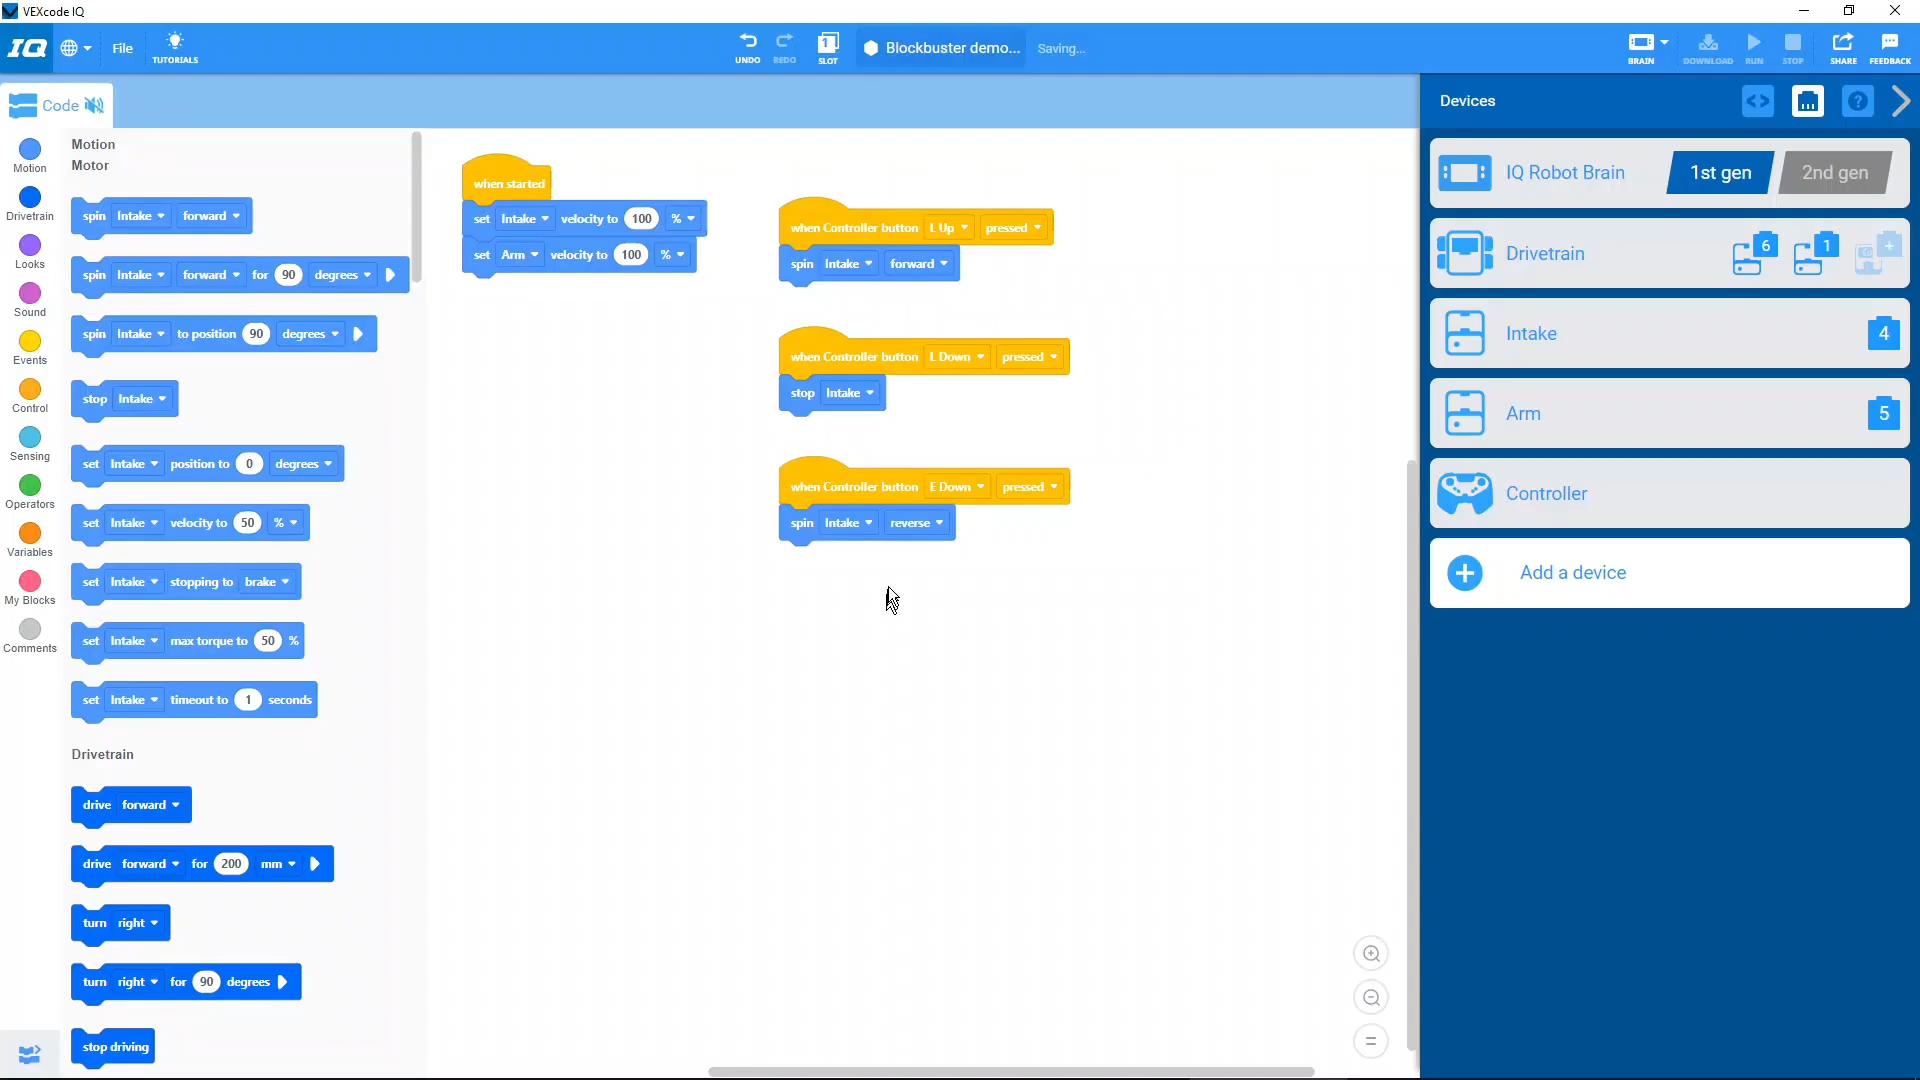 VEXcode IQ
IQ
File
TUTORIALS
UNDO
REDO
1
SLOT
Blockbuster demo...
Saving...
BRAIN
DOWNLOAD
RUN
STOP
SHARE
FEEDBACK
Code
Devices
<>
?
Motion
Drivetrain
Looks
Sound
Events
Control
Sensing
Operators
Variables
My Blocks
Comments
Motion
Motor
spin Intake forward
spin Intake forward for 90 degrees
spin Intake to position 90 degrees
stop Intake
set Intake position to 0 degrees
set Intake velocity to 50 %
set Intake stopping to brake
set Intake max torque to 50 %
set Intake timeout to 1 seconds
Drivetrain
drive forward
drive forward for 200 mm
turn right
turn right for 90 degrees
stop driving
when started
set Intake velocity to 100 %
set Arm velocity to 100 %
when Controller button L Up pressed
spin Intake forward
when Controller button L Down pressed
stop Intake
when Controller button E Down pressed
spin Intake reverse
IQ Robot Brain 1st gen 2nd gen
Drivetrain 6 1 +
Intake 4
Arm 5
Controller
+ Add a device
=